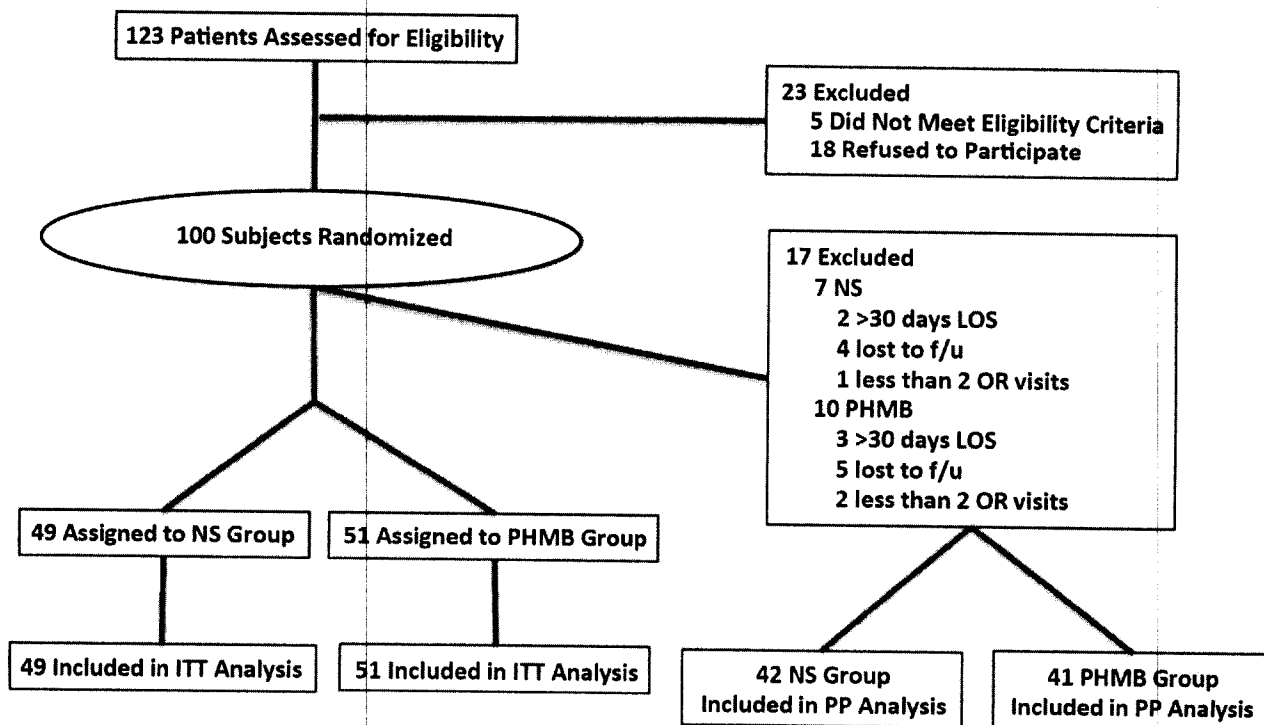 123 Patients Assessed for Eligibility
23 Excluded
5 Did Not Meet Eligibility Criteria
18 Refused to Participate
100 Subjects Randomized
17 Excluded
7 NS
2 >30 days LOS
4 lost to f/u
1 less than 2 OR visits
10 PHMB
3 >30 days LOS
5 lost to f/u
2 less than 2 OR visits
49 Assigned to NS Group
51 Assigned to PHMB Group
49 Included in ITT Analysis
51 Included in ITT Analysis
42 NS Group
Included in PP Analysis
41 PHMB Group
Included in PP Analysis